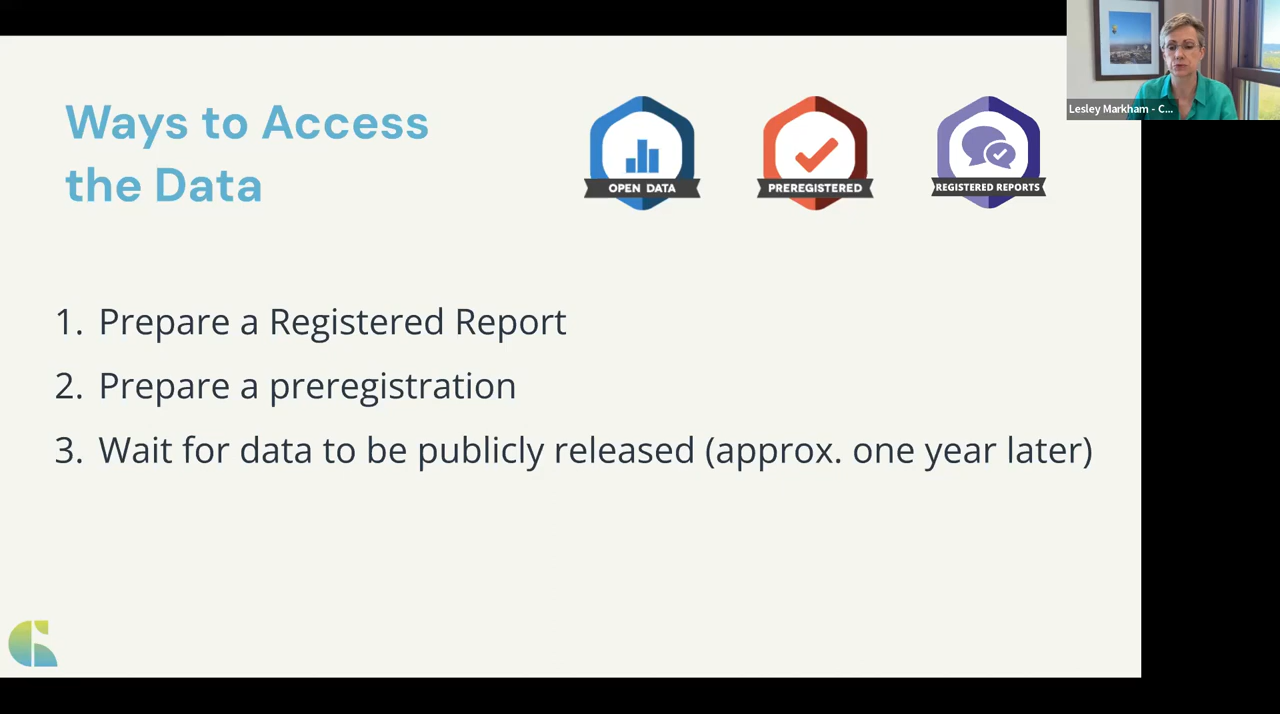 Ways to Access
the Data
OPEN DATA
PREREGISTERED
REGISTERED REPORTS
Lesley Markham - C...
1. Prepare a Registered Report
2. Prepare a preregistration
3. Wait for data to be publicly released (approx. one year later)